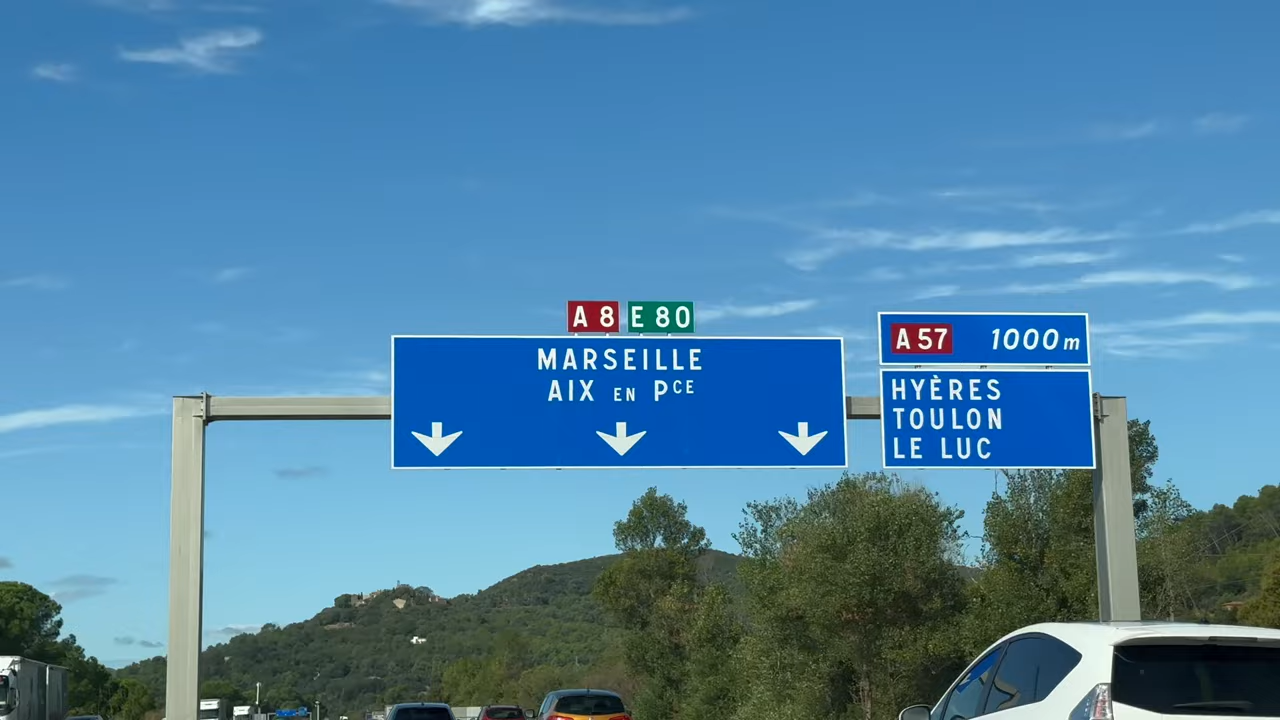 A 8 E 80
MARSEILLE
AIX EN PCE
A 57 1000 m
HYÈRES
TOULON
LE LUC